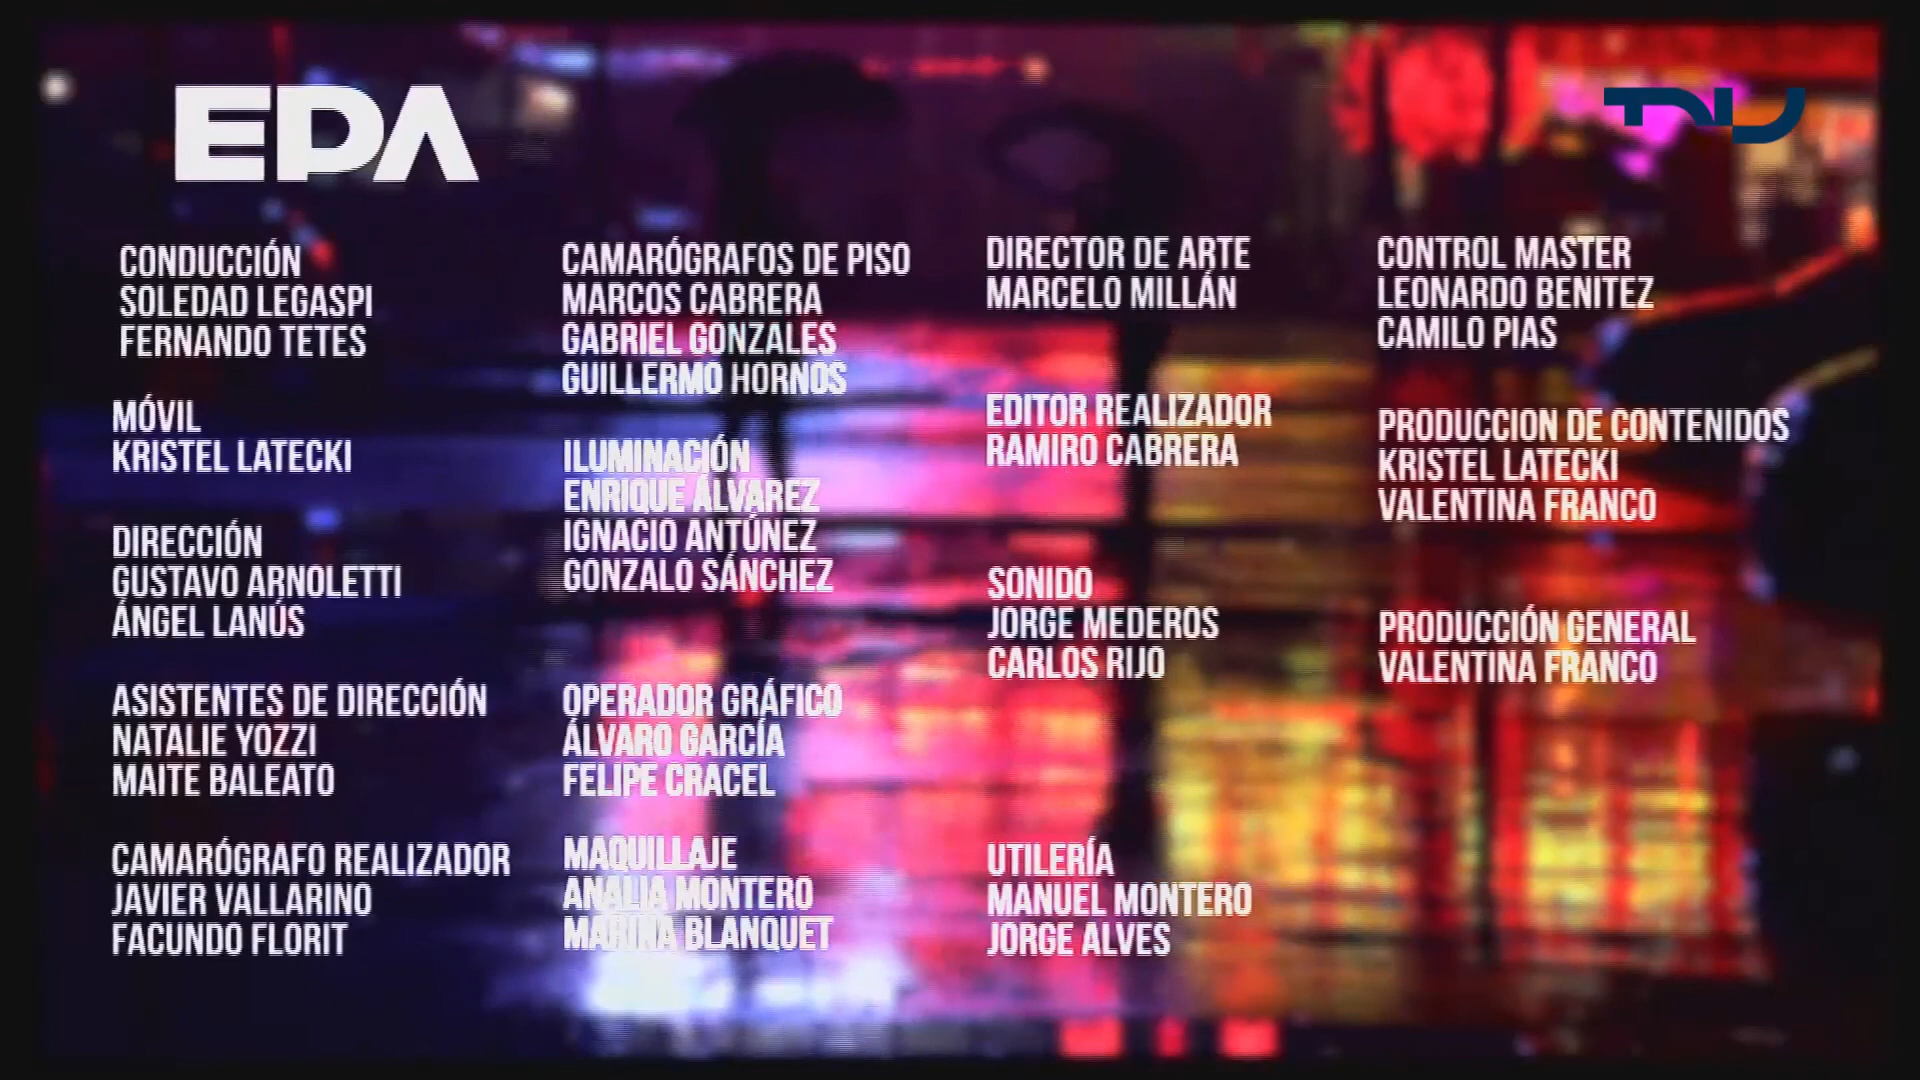 EPA
TNU
CONDUCCIÓN
SOLEDAD LEGASPI
FERNANDO TETES
MÓVIL
KRISTEL LATECKI
DIRECCIÓN
GUSTAVO ARNOLETTI
ÁNGEL LANÚS
ASISTENTES DE DIRECCIÓN
NATALIE YOZZI
MAITE BALEATO
CAMARÓGRAFO REALIZADOR
JAVIER VALLARINO
FACUNDO FLORIT
CAMARÓGRAFOS DE PISO
MARCOS CABRERA
GABRIEL GONZALES
GUILLERMO HORNOS
ILUMINACIÓN
ENRIQUE ÁLVAREZ
IGNACIO ANTÚNEZ
GONZALO SÁNCHEZ
OPERADOR GRÁFICO
ÁLVARO GARCÍA
FELIPE CRACEL
MAQUILLAJE
ANALIA MONTERO
MARINA BLANQUET
DIRECTOR DE ARTE
MARCELO MILLÁN
EDITOR REALIZADOR
RAMIRO CABRERA
SONIDO
JORGE MEDEROS
CARLOS RIJO
UTILERÍA
MANUEL MONTERO
JORGE ALVES
CONTROL MASTER
LEONARDO BENITEZ
CAMILO PIAS
PRODUCCION DE CONTENIDOS
KRISTEL LATECKI
VALENTINA FRANCO
PRODUCCIÓN GENERAL
VALENTINA FRANCO